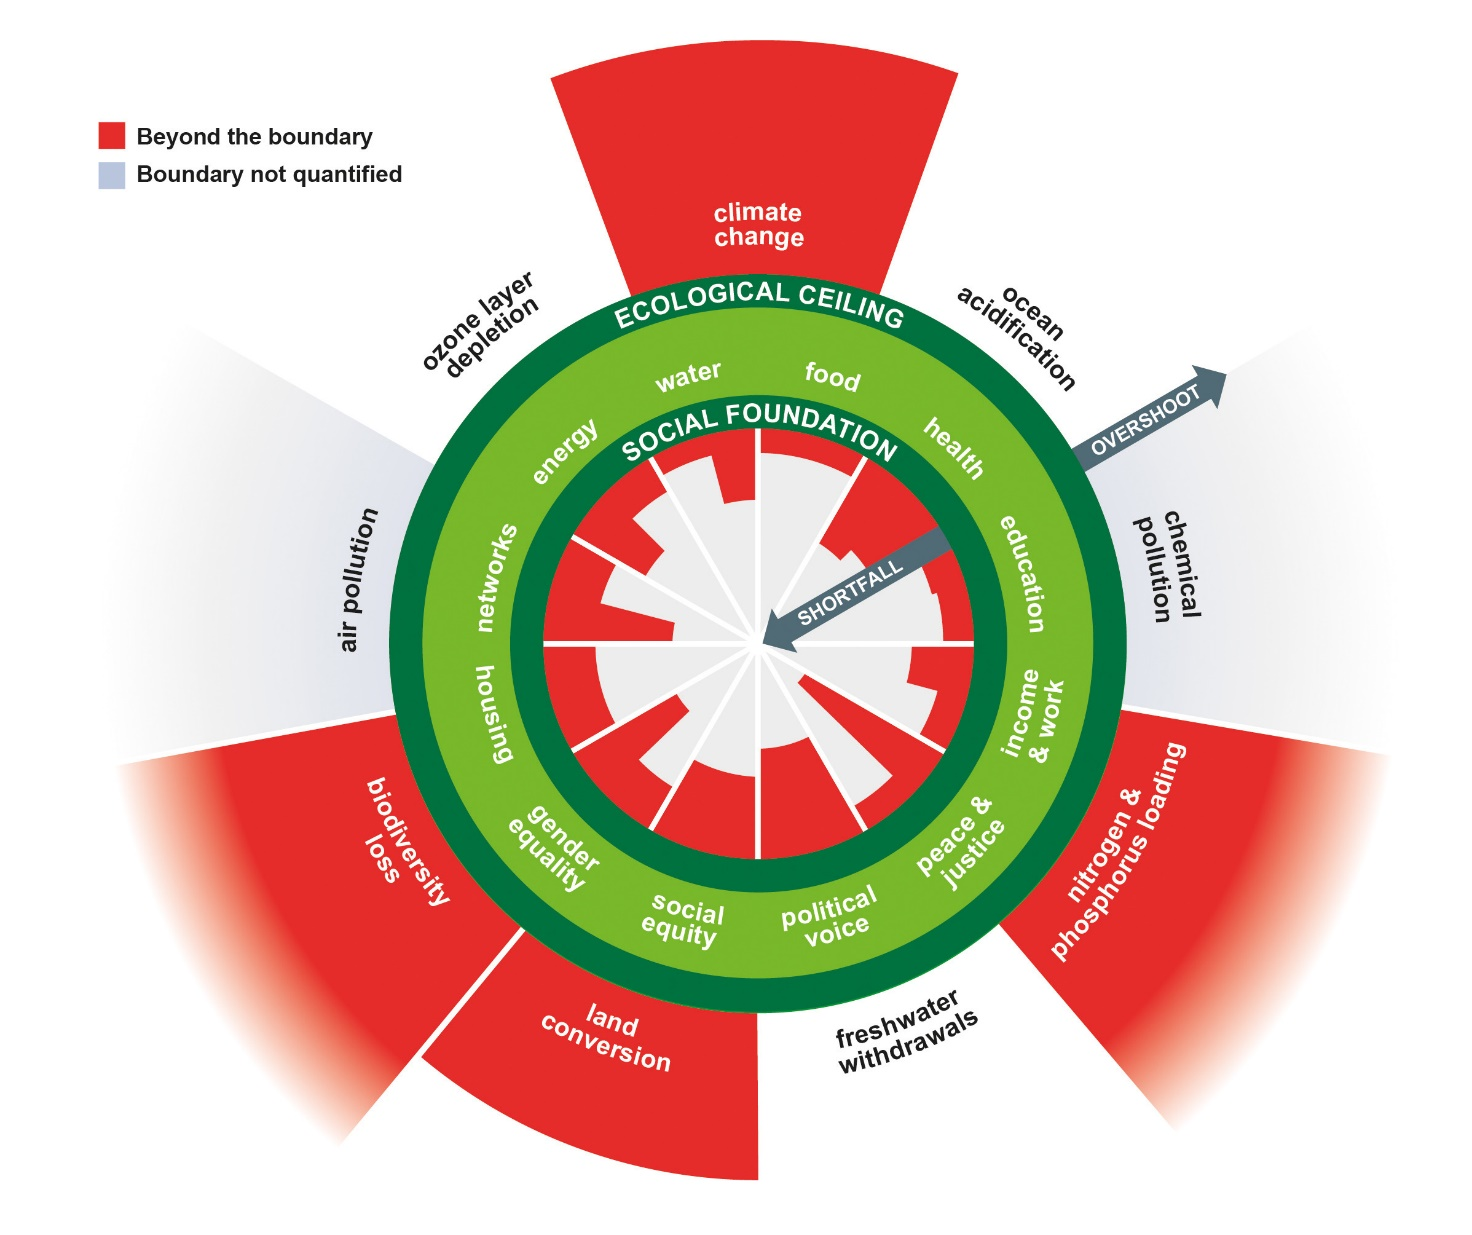 Beyond the boundary
Boundary not quantified
climate
change
ozone layer
depletion
ocean
acidification
ECOLOGICAL CEILING
OVERSHOOT
water
food
energy
health
SOCIAL FOUNDATION
networks
education
SHORTFALL
air pollution
chemical
pollution
housing
income
& work
gender
equality
peace &
justice
social
equity
political
voice
biodiversity
loss
nitrogen &
phosphorus loading
land
conversion
freshwater
withdrawals